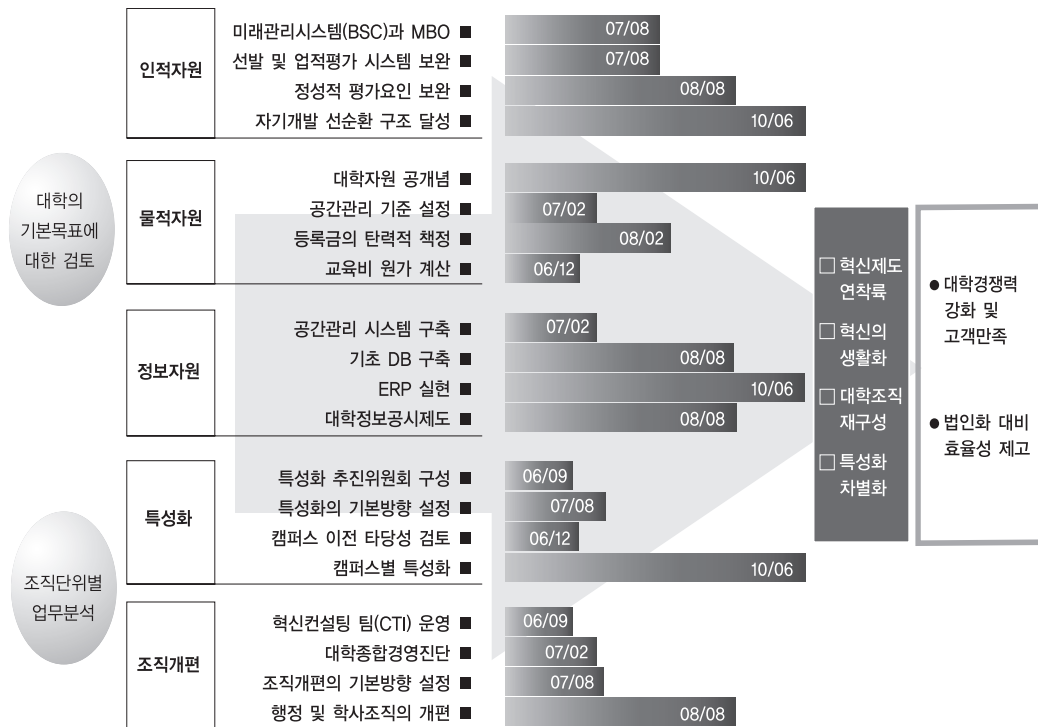 대학의
기본목표에
대한 검토
조직단위별
업무분석
인적자원
미래관리시스템(BSC)과 MBO ■ 07/08
선발 및 업적평가 시스템 보완 ■ 07/08
정성적 평가요인 보완 ■ 08/08
자기개발 선순환 구조 달성 ■ 10/06
물적자원
대학자원 공개념 ■ 10/06
공간관리 기준 설정 ■ 07/02
등록금의 탄력적 책정 ■ 08/02
교육비 원가 계산 ■ 06/12
정보자원
공간관리 시스템 구축 ■ 07/02
기초 DB 구축 ■ 08/08
ERP 실현 ■ 10/06
대학정보공시제도 ■ 08/08
특성화
특성화 추진위원회 구성 ■ 06/09
특성화의 기본방향 설정 ■ 07/08
캠퍼스 이전 타당성 검토 ■ 06/12
캠퍼스별 특성화 ■ 10/06
조직개편
혁신컨설팅 팀(CTI) 운영 ■ 06/09
대학종합경영진단 ■ 07/02
조직개편의 기본방향 설정 ■ 07/08
행정 및 학사조직의 개편 ■ 08/08
□ 혁신제도
연착륙
□ 혁신의
생활화
□ 대학조직
재구성
□ 특성화
차별화
● 대학경쟁력
강화 및
고객만족
● 법인화 대비
효율성 제고